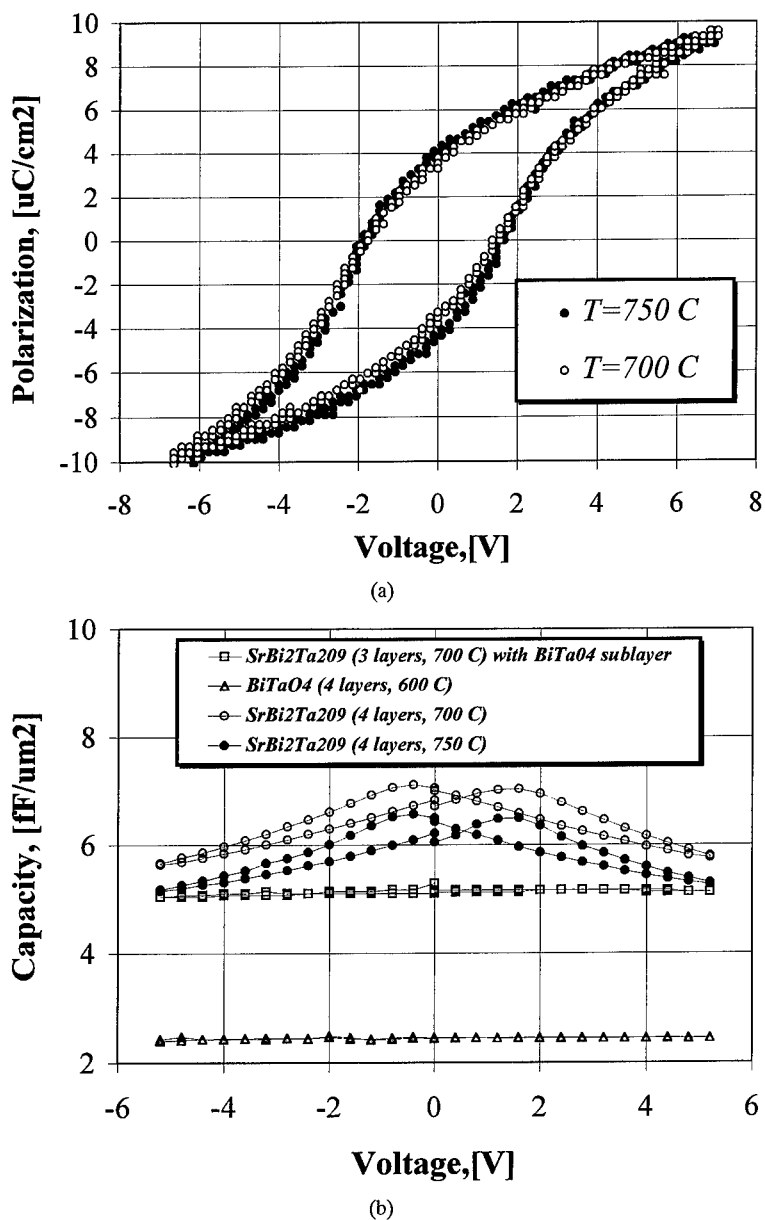 10
8
6
4
2
0
-2
-4
-6
-8
-10
Polarization, [uC/cm2]
T=750 C
T=700 C
-8 -6 -4 -2 0 2 4 6 8
Voltage,[V]
(a)
10
8
6
4
2
Capacity, [fF/um2]
SrBi2Ta209 (3 layers, 700 C) with BiTa04 sublayer
BiTaO4 (4 layers, 600 C)
SrBi2Ta209 (4 layers, 700 C)
SrBi2Ta209 (4 layers, 750 C)
-6 -4 -2 0 2 4 6
Voltage,[V]
(b)